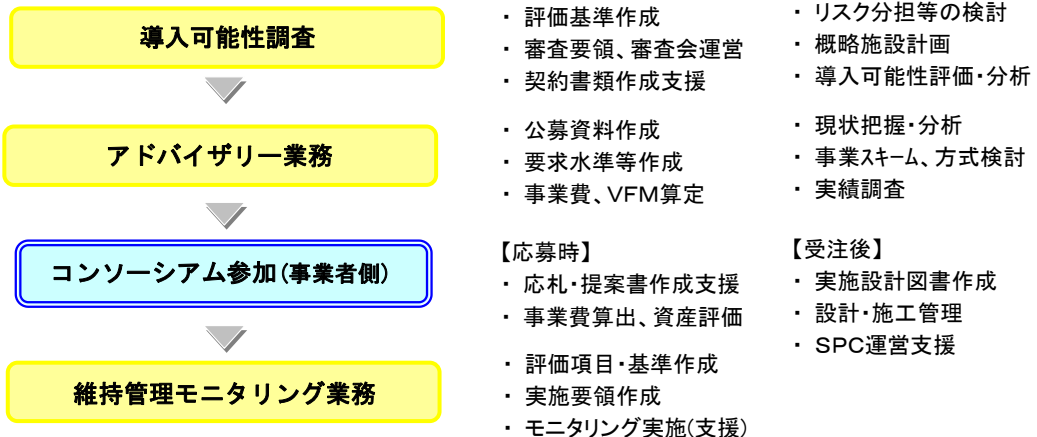 導入可能性調査
・ 評価基準作成
・ 審査要領、審査会運営
・ 契約書類作成支援
・ リスク分担等の検討
・ 概略施設計画
・ 導入可能性評価・分析
アドバイザリー業務
・ 公募資料作成
・ 要求水準等作成
・ 事業費、VFM算定
・ 現状把握・分析
・ 事業スキーム、方式検討
・ 実績調査
コンソーシアム参加(事業者側)
【応募時】
・ 応札・提案書作成支援
・ 事業費算出、資産評価
【受注後】
・ 実施設計図書作成
・ 設計・施工管理
・ SPC運営支援
維持管理モニタリング業務
・ 評価項目・基準作成
・ 実施要領作成
・ モニタリング実施(支援)